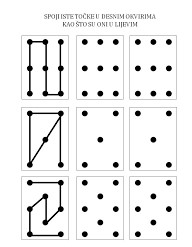 SPOJI ISTE TOČKE U DESNIM OKVIRIMA
KAO ŠTO SU ONI U LIJEVIM